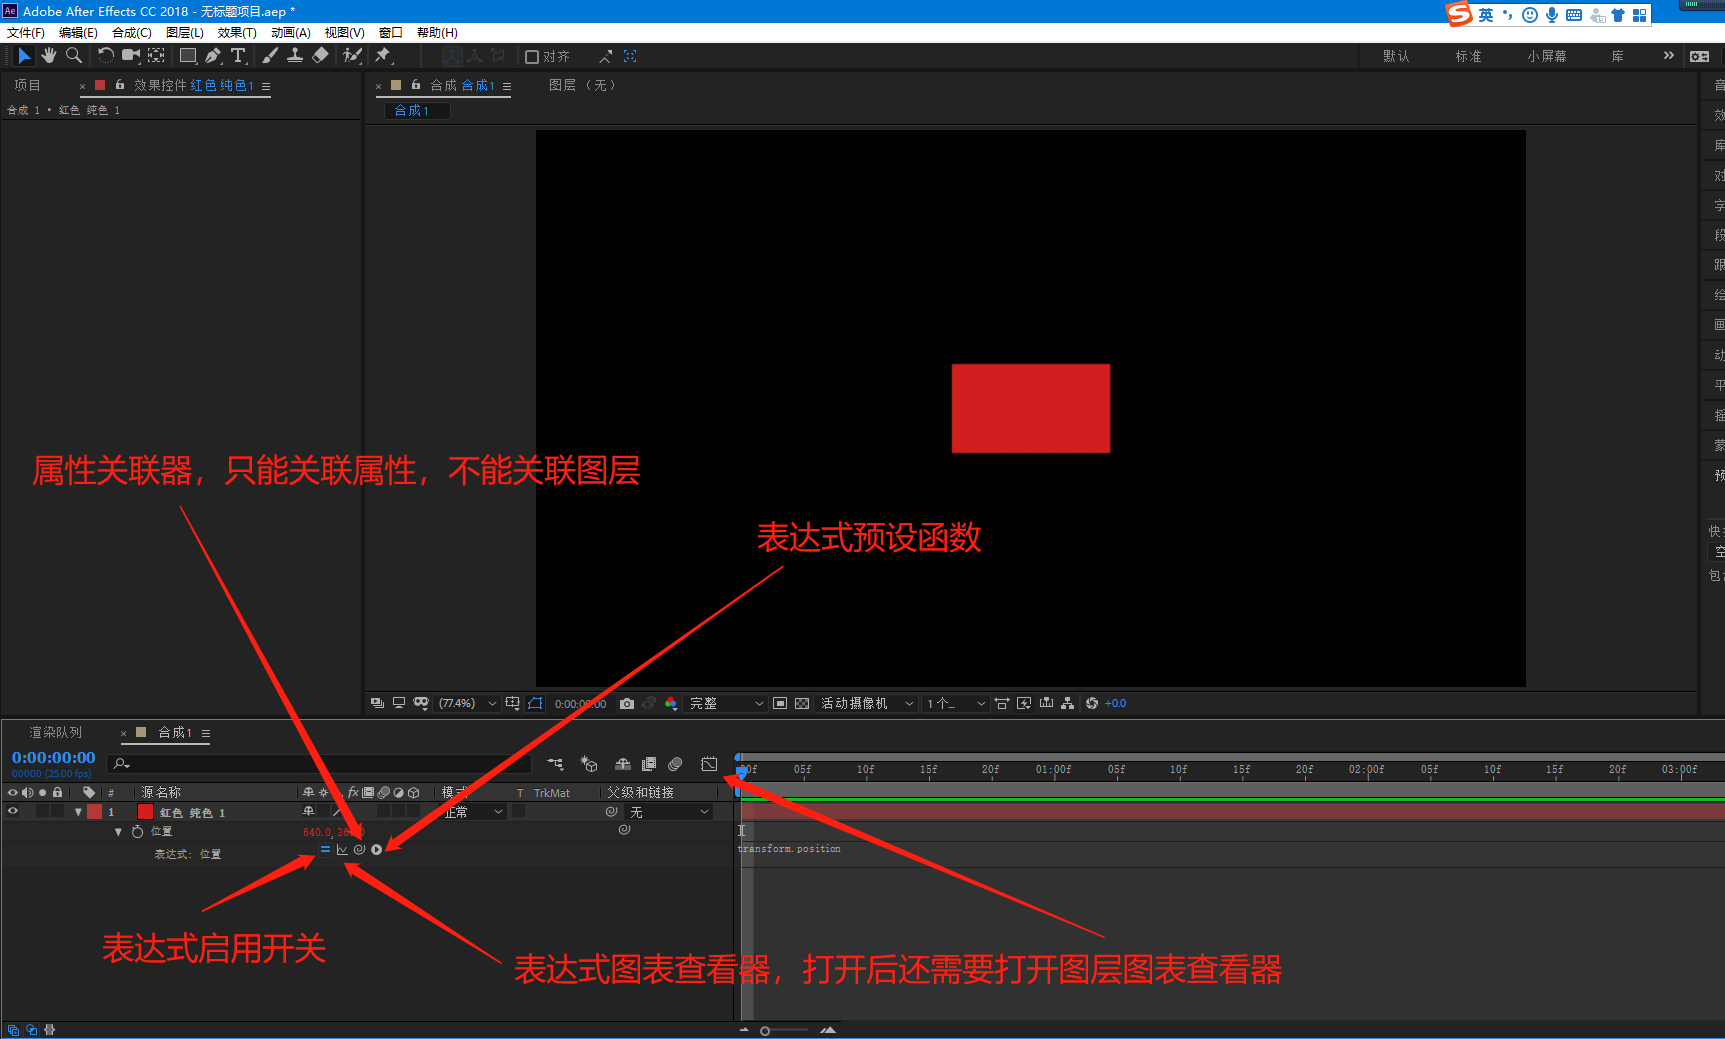 Ae Adobe After Effects CC 2018 - 无标题项目.aep *
英
文件(F) 编辑(E) 合成(C) 图层(L) 效果(T) 动画(A) 视图(V) 窗口 帮助(H)
对齐 默认 标准 小屏幕 库
项目 × 效果控件 红色 纯色 1 × 合成 合成 1 图层 （无）
合成 1 • 红色 纯色 1
合成 1
属性关联器，只能关联属性，不能关联图层
表达式预设函数
(77.4%) 0:00:00:00 完整 活动摄像机 1 个... +0.0
渲染队列 × 合成 1
0:00:00:00
00000 (25.00 fps)
05f 10f 15f 20f 01:00f 05f 10f 15f 20f 02:00f 05f 10f 15f 20f 03:00f
# 源名称 fx 模式 T TrkMat 父级和链接
1 红色 纯色 1 正常 无
位置 640.0,
表达式: 位置 transform.position
表达式启用开关
表达式图表查看器，打开后还需要打开图层图表查看器